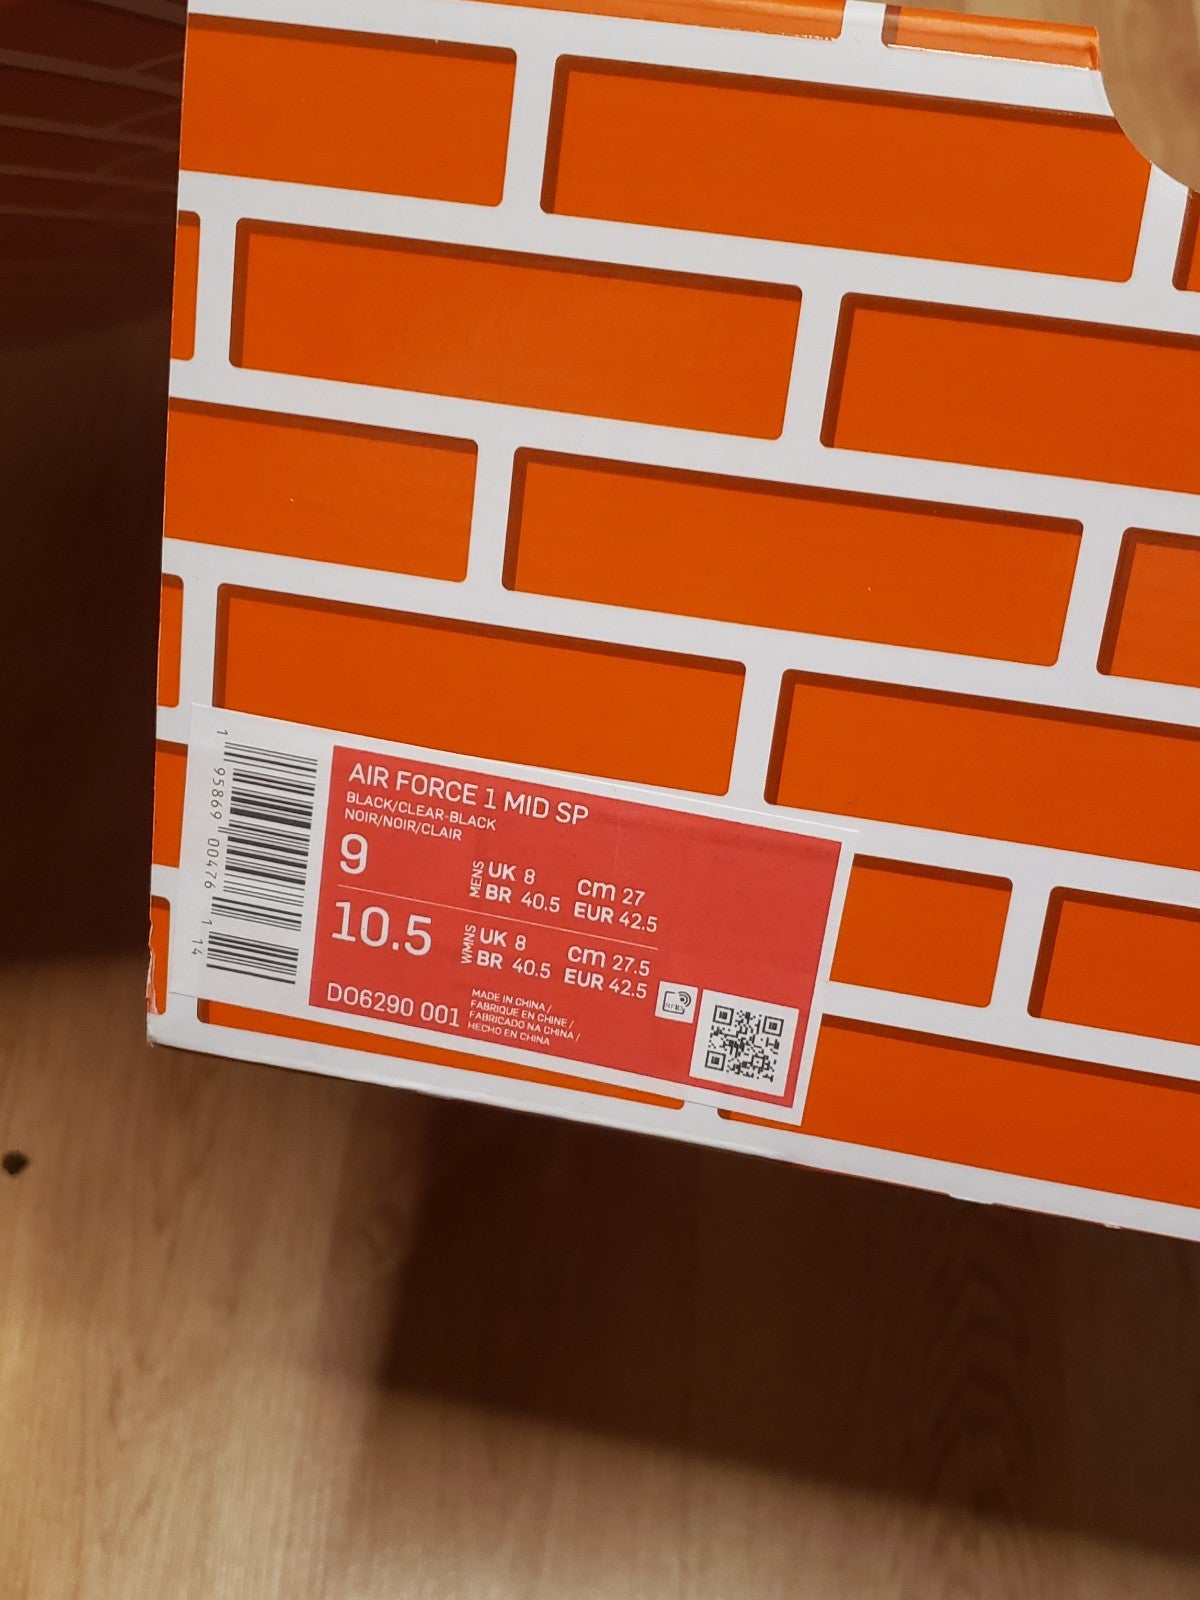 AIR FORCE 1 MID SP
BLACK/CLEAR-BLACK
NOIR/NOIR/CLAIR
9
MENS
UK 8 cm 27
BR 40.5 EUR 42.5
10.5
WMNS
UK 8 cm 27.5
BR 40.5 EUR 42.5
DO6290 001
MADE IN CHINA /
FABRIQUE EN CHINE /
FABRICADO NA CHINA /
HECHO EN CHINA
RFID
1 95869 00476 1 14